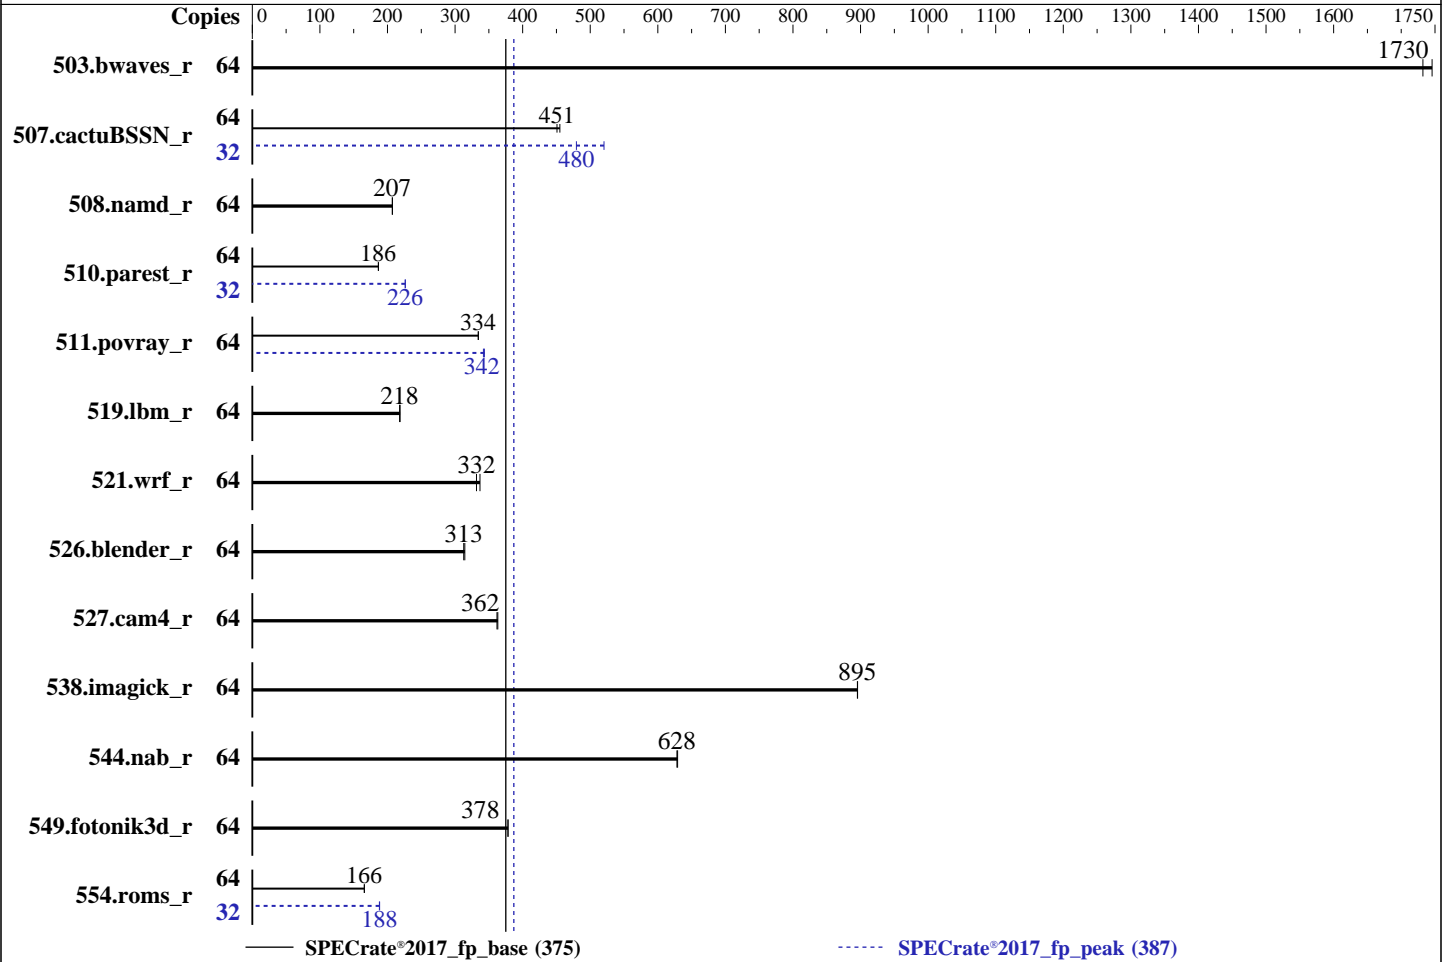 Copies 0 100 200 300 400 500 600 700 800 900 1000 1100 1200 1300 1400 1500 1600 1750
503.bwaves_r 64 1730
507.cactuBSSN_r 64 451
32 480
508.namd_r 64 207
510.parest_r 64 186
32 226
511.povray_r 64 334
342
519.lbm_r 64 218
521.wrf_r 64 332
526.blender_r 64 313
527.cam4_r 64 362
538.imagick_r 64 895
544.nab_r 64 628
549.fotonik3d_r 64 378
554.roms_r 64 166
32 188
SPECrate®2017_fp_base (375) SPECrate®2017_fp_peak (387)